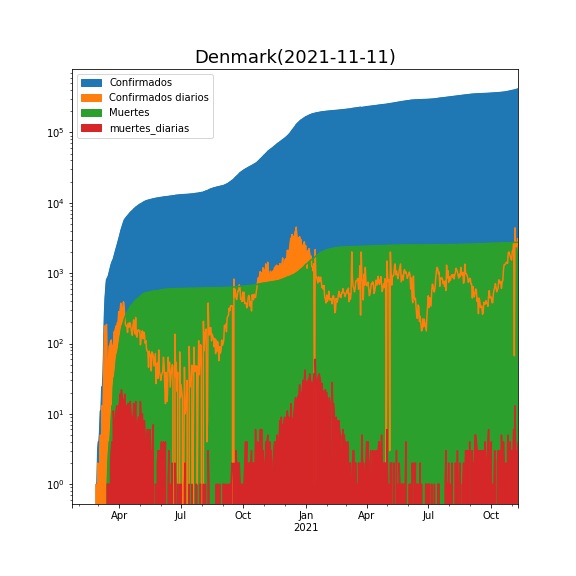 Denmark(2021-11-11)
Confirmados
Confirmados diarios
Muertes
muertes_diarias
10⁵
10⁴
10³
10²
10¹
10⁰
Apr Jul Oct Jan Apr Jul Oct
2021